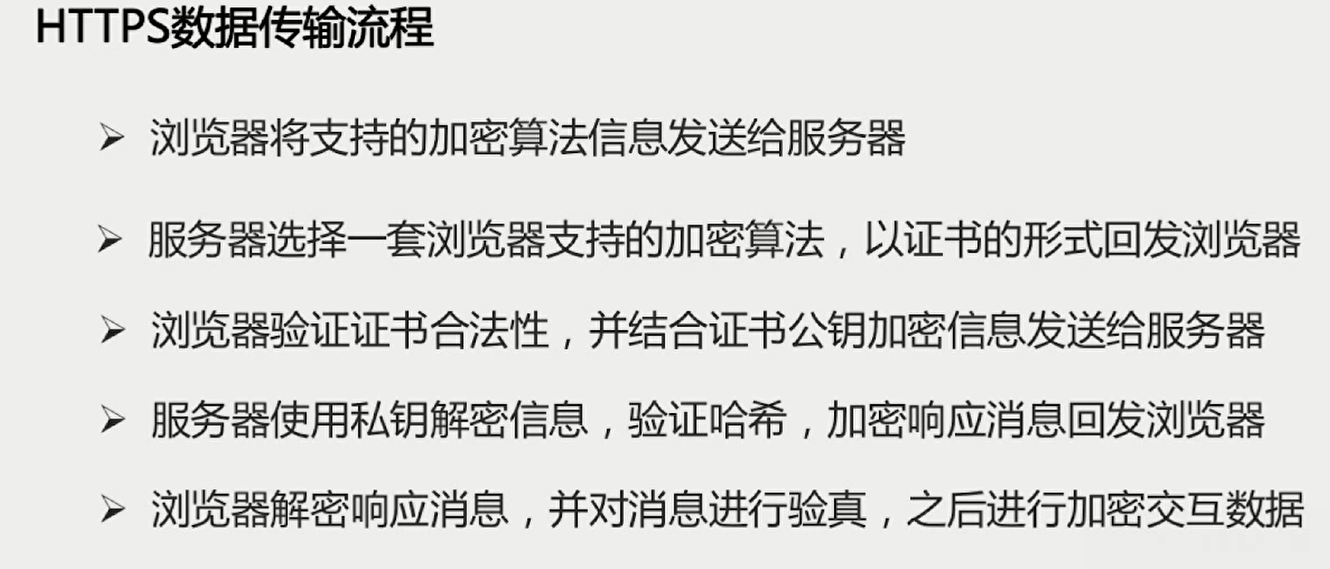 HTTPS数据传输流程
浏览器将支持的加密算法信息发送给服务器
服务器选择一套浏览器支持的加密算法，以证书的形式回发浏览器
浏览器验证证书合法性，并结合证书公钥加密信息发送给服务器
服务器使用私钥解密信息，验证哈希，加密响应消息回发浏览器
浏览器解密响应消息，并对消息进行验真，之后进行加密交互数据